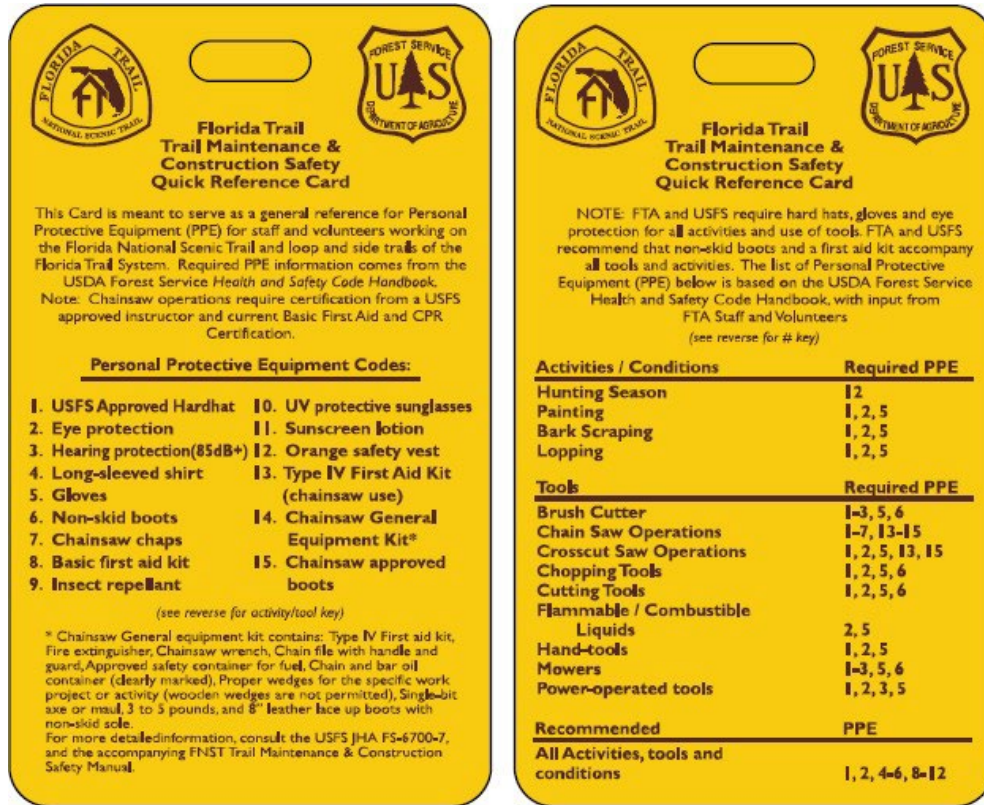 FLORIDA TRAIL
FT
NATIONAL SCENIC TRAIL
FOREST SERVICE
U S
DEPARTMENT OF AGRICULTURE
Florida Trail
Trail Maintenance &
Construction Safety
Quick Reference Card
This Card is meant to serve as a general reference for Personal
Protective Equipment (PPE) for staff and volunteers working on
the Florida National Scenic Trail and loop and side trails of the
Florida Trail System. Required PPE information comes from the
USDA Forest Service Health and Safety Code Handbook.
Note: Chainsaw operations require certification from a USFS
approved instructor and current Basic First Aid and CPR
Certification.
Personal Protective Equipment Codes:
1. USFS Approved Hardhat
2. Eye protection
3. Hearing protection(85dB+)
4. Long-sleeved shirt
5. Gloves
6. Non-skid boots
7. Chainsaw chaps
8. Basic first aid kit
9. Insect repellant
10. UV protective sunglasses
11. Sunscreen lotion
12. Orange safety vest
13. Type IV First Aid Kit
(chainsaw use)
14. Chainsaw General
Equipment Kit*
15. Chainsaw approved
boots
(see reverse for activity/tool key)
* Chainsaw General equipment kit contains: Type IV First aid kit,
Fire extinguisher, Chainsaw wrench, Chain file with handle and
guard, Approved safety container for fuel, Chain and bar oil
container (clearly marked), Proper wedges for the specific work
project or activity (wooden wedges are not permitted), Single-bit
axe or maul, 3 to 5 pounds, and 8" leather lace up boots with
non-skid sole.
For more detailedinformation, consult the USFS JHA FS-6700-7,
and the accompanying FNST Trail Maintenance & Construction
Safety Manual.
FLORIDA TRAIL
FT
NATIONAL SCENIC TRAIL
FOREST SERVICE
U S
DEPARTMENT OF AGRICULTURE
Florida Trail
Trail Maintenance &
Construction Safety
Quick Reference Card
NOTE: FTA and USFS require hard hats, gloves and eye
protection for all activities and use of tools. FTA and USFS
recommend that non-skid boots and a first aid kit accompany
all tools and activities. The list of Personal Protective
Equipment (PPE) below is based on the USDA Forest Service
Health and Safety Code Handbook, with input from
FTA Staff and Volunteers
(see reverse for # key)
Activities / Conditions Required PPE
Hunting Season 12
Painting 1, 2, 5
Bark Scraping 1, 2, 5
Lopping 1, 2, 5
Tools Required PPE
Brush Cutter 1-3, 5, 6
Chain Saw Operations 1-7, 13-15
Crosscut Saw Operations 1, 2, 5, 13, 15
Chopping Tools 1, 2, 5, 6
Cutting Tools 1, 2, 5, 6
Flammable / Combustible
Liquids 2, 5
Hand-tools 1, 2, 5
Mowers 1-3, 5, 6
Power-operated tools 1, 2, 3, 5
Recommended PPE
All Activities, tools and
conditions 1, 2, 4-6, 8-12